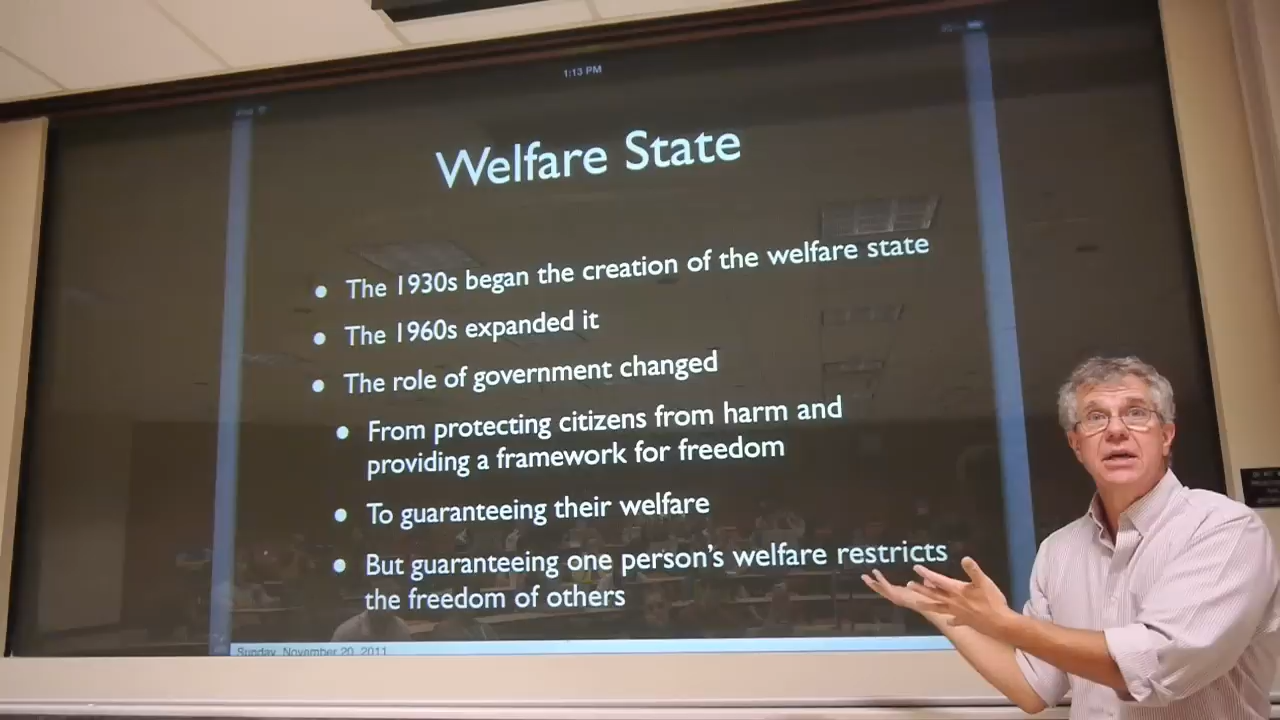 1:13 PM
Welfare State
• The 1930s began the creation of the welfare state
• The 1960s expanded it
• The role of government changed
• From protecting citizens from harm and
providing a framework for freedom
• To guaranteeing their welfare
• But guaranteeing one person's welfare restricts
the freedom of others
Sunday, November 20, 2011